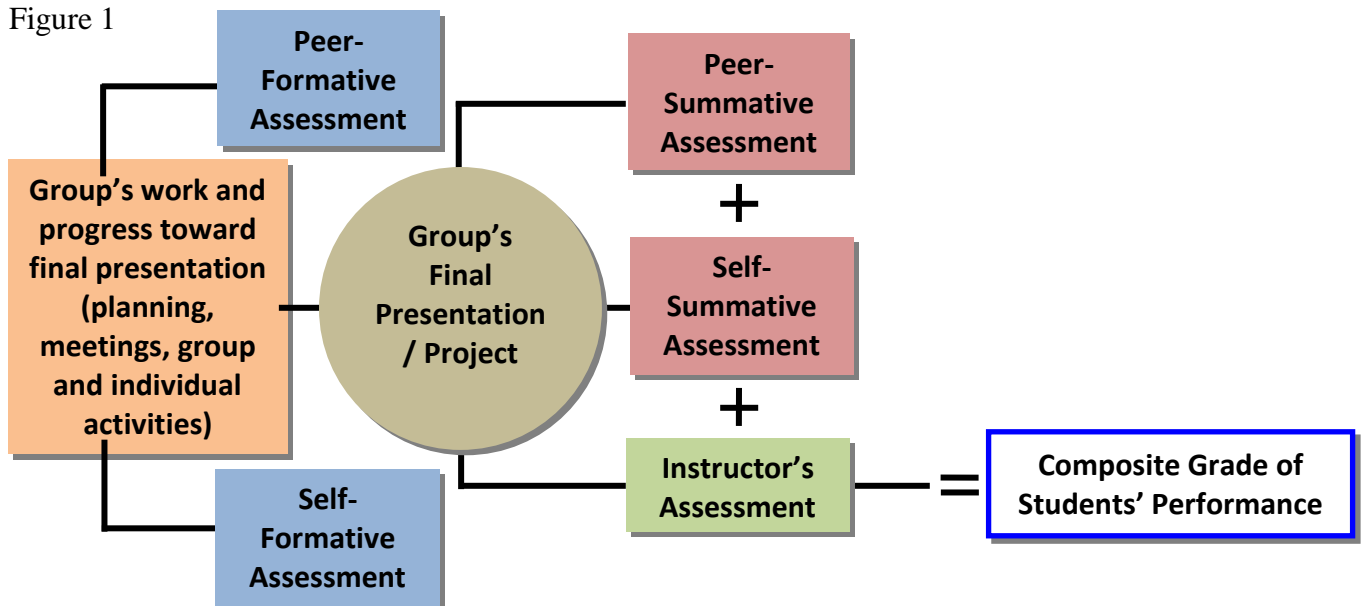 Figure 1
Peer-
Formative
Assessment
Group's work and
progress toward
final presentation
(planning,
meetings, group
and individual
activities)
Self-
Formative
Assessment
Group's
Final
Presentation
/ Project
Peer-
Summative
Assessment
+
Self-
Summative
Assessment
+
Instructor's
Assessment
=
Composite Grade of
Students' Performance